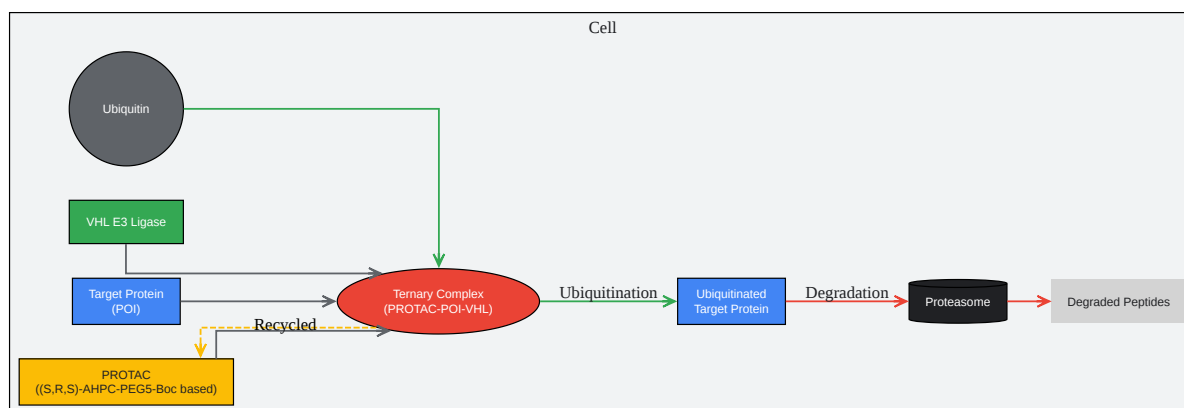 Cell
Ubiquitin
VHL E3 Ligase
Target Protein
(POI)
Ternary Complex
(PROTAC-POI-VHL)
Ubiquitination
Ubiquitinated
Target Protein
Degradation
Proteasome
Degraded Peptides
Recycled
PROTAC
((S,R,S)-AHPC-PEG5-Boc based)